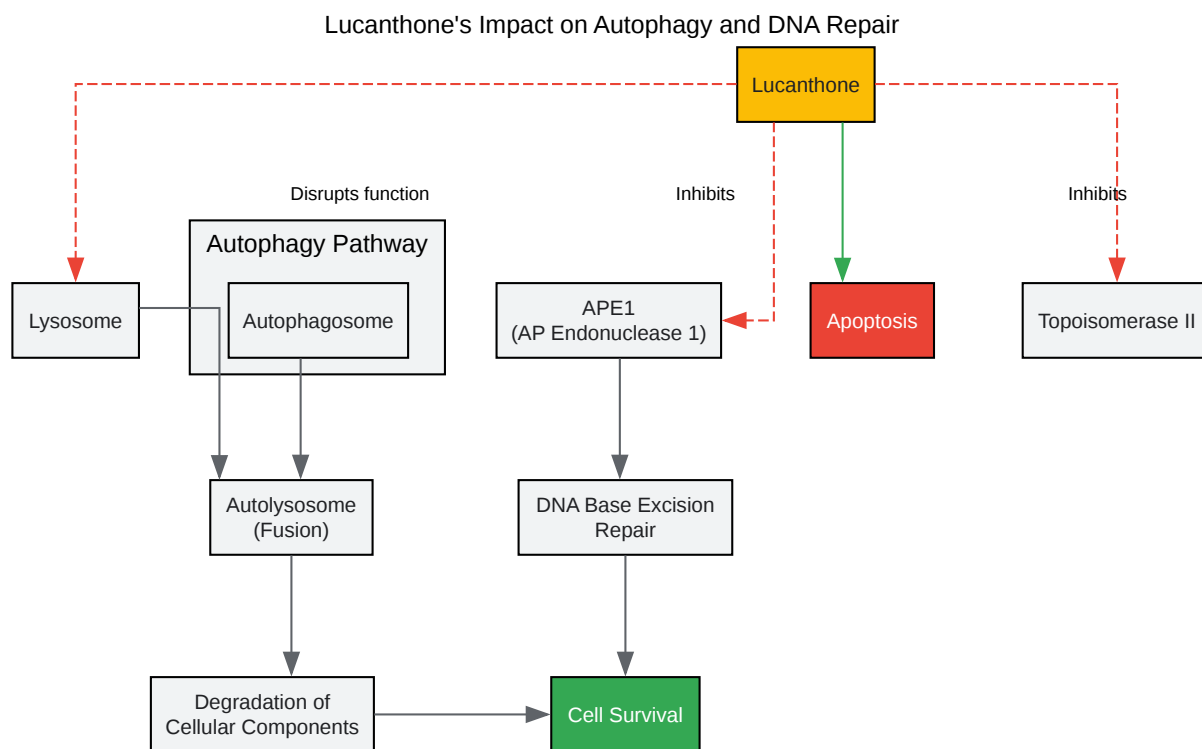 Lucanthone's Impact on Autophagy and DNA Repair
Lucanthone
Disrupts function
Inhibits
Inhibits
Autophagy Pathway
Lysosome
Autophagosome
APE1
(AP Endonuclease 1)
Apoptosis
Topoisomerase II
Autolysosome
(Fusion)
DNA Base Excision
Repair
Degradation of
Cellular Components
Cell Survival